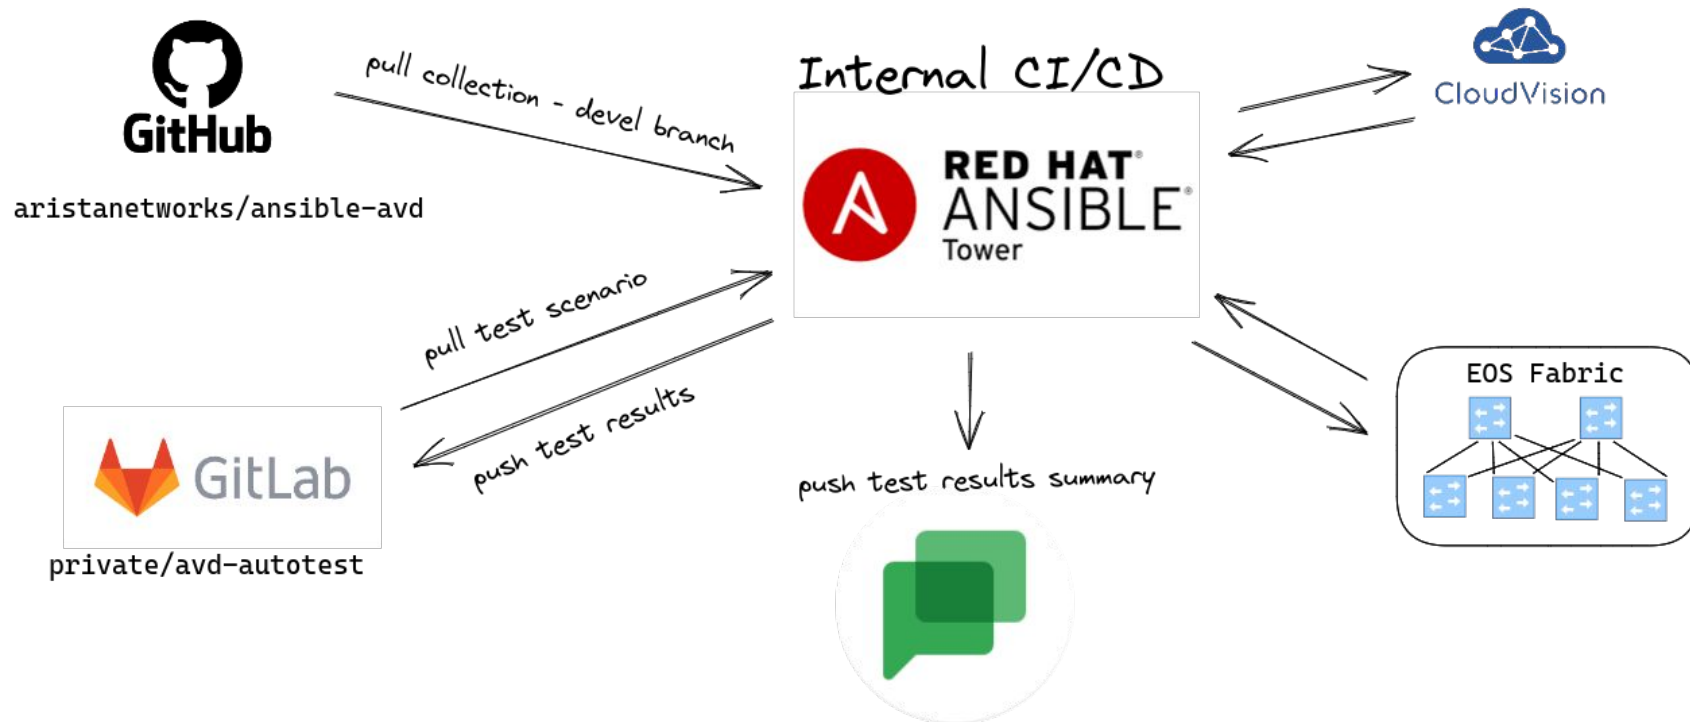 GitHub
aristanetworks/ansible-avd
pull collection - devel branch
Internal CI/CD
RED HAT®
ANSIBLE®
Tower
CloudVision
pull test scenario
push test results
GitLab
private/avd-autotest
push test results summary
EOS Fabric